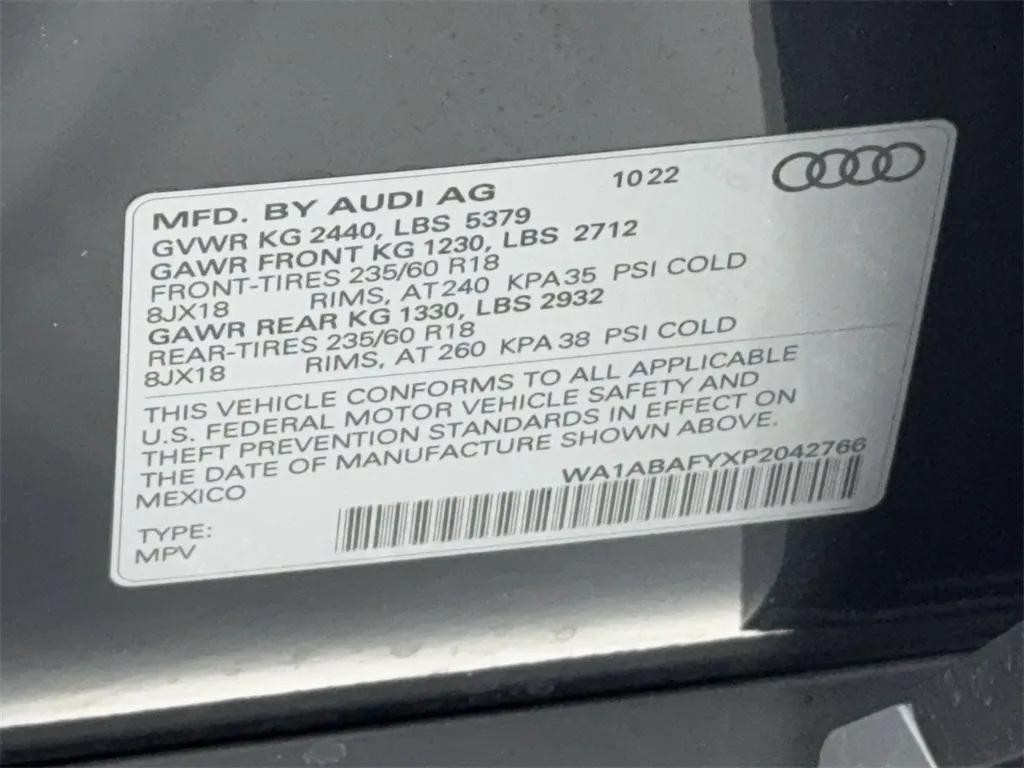 MFD. BY AUDI AG 1022
GVWR KG 2440, LBS 5379
GAWR FRONT KG 1230, LBS 2712
FRONT-TIRES 235/60 R18
8JX18 RIMS, AT 240 KPA 35 PSI COLD
GAWR REAR KG 1330, LBS 2932
REAR-TIRES 235/60 R18
8JX18 RIMS, AT 260 KPA 38 PSI COLD
THIS VEHICLE CONFORMS TO ALL APPLICABLE
U.S. FEDERAL MOTOR VEHICLE SAFETY AND
THEFT PREVENTION STANDARDS IN EFFECT ON
THE DATE OF MANUFACTURE SHOWN ABOVE.
MEXICO WA1ABAFYXP2042766
TYPE:
MPV